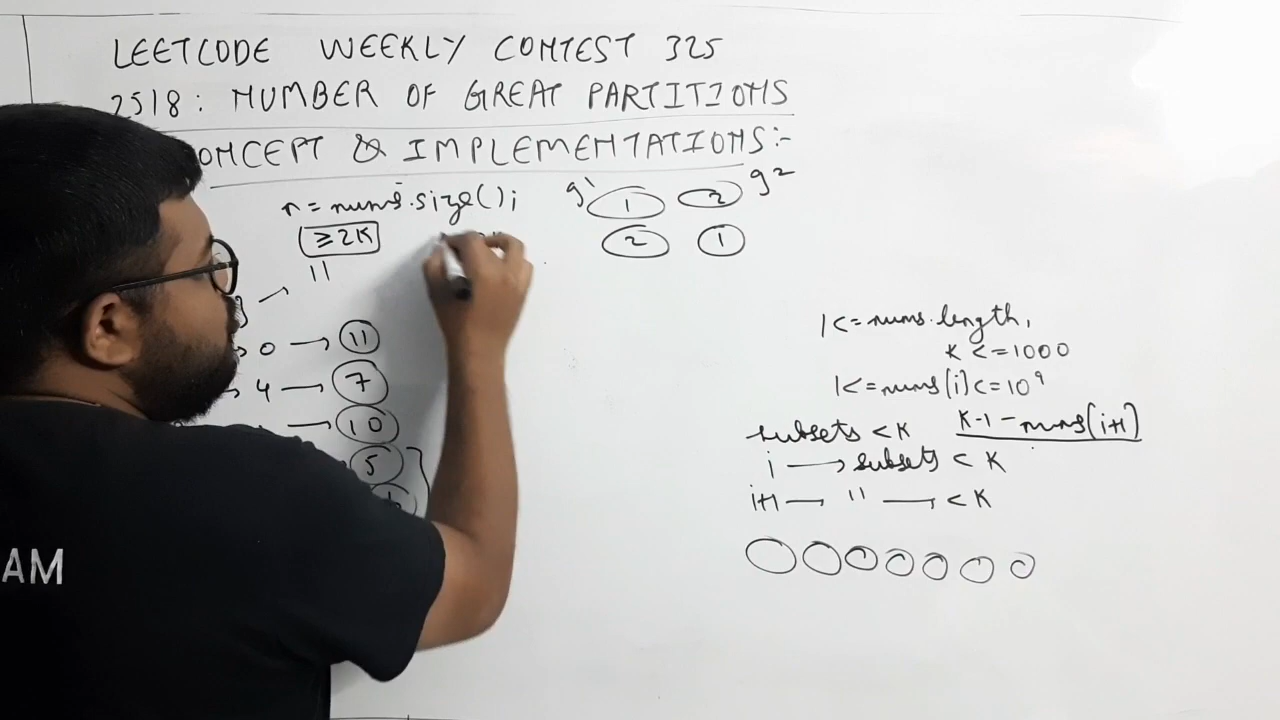 LEETCODE WEEKLY CONTEST 325
2518: NUMBER OF GREAT PARTITIONS
ONCEPT & IMPLEMENTATIONS:-
n = nums.size();
g1 1 2 g2
≥2K
2 1
11
0 → 11
4 → 7
→ 10
5
1<=nums.length,
K <= 1000
1<=nums[i]<=10^9
subsets <K K-1-nums[i+1]
i → subsets < K
i+1 — 11 → < K
AM